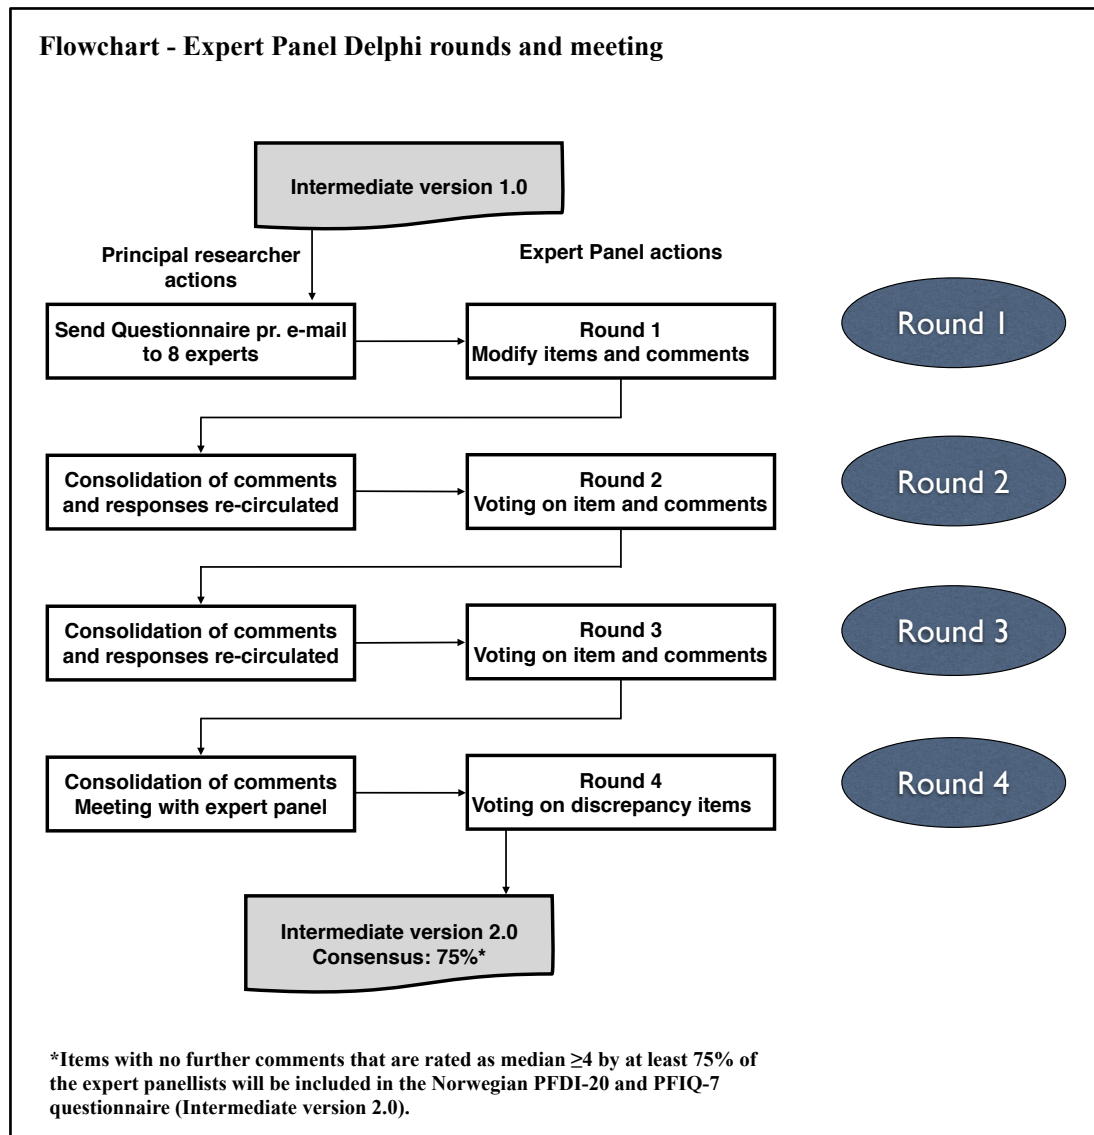 Flowchart - Expert Panel Delphi rounds and meeting
Intermediate version 1.0
Principal researcher
actions
Expert Panel actions
Send Questionnaire pr. e-mail
to 8 experts
Round 1
Modify items and comments
Round 1
Consolidation of comments
and responses re-circulated
Round 2
Voting on item and comments
Round 2
Consolidation of comments
and responses re-circulated
Round 3
Voting on item and comments
Round 3
Consolidation of comments
Meeting with expert panel
Round 4
Voting on discrepancy items
Round 4
Intermediate version 2.0
Consensus: 75%*
*Items with no further comments that are rated as median ≥4 by at least 75% of
the expert panellists will be included in the Norwegian PFDI-20 and PFIQ-7
questionnaire (Intermediate version 2.0).